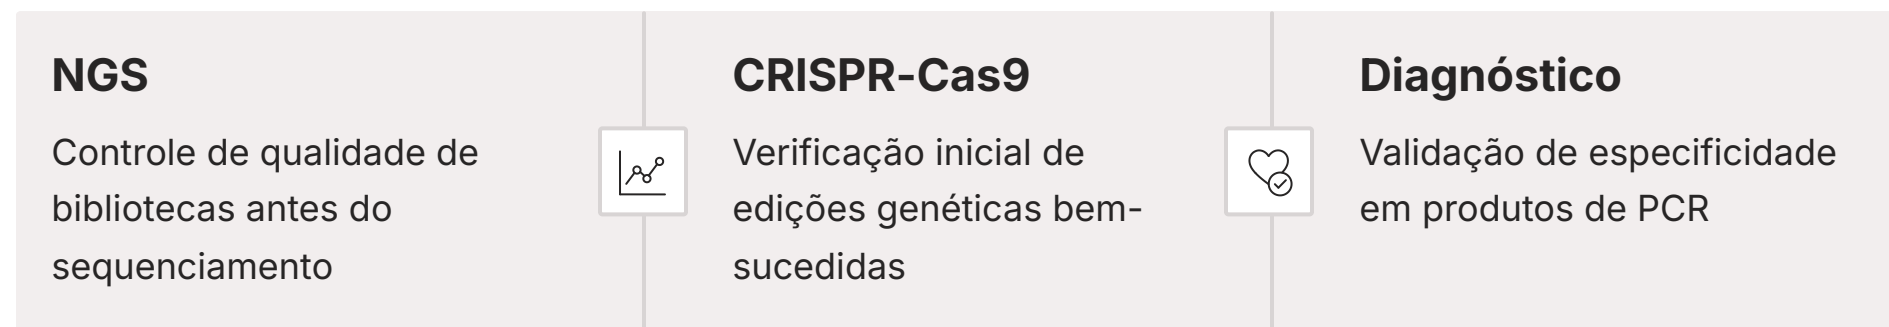 NGS
Controle de qualidade de
bibliotecas antes do
sequenciamento
CRISPR-Cas9
Verificação inicial de
edições genéticas bem-
sucedidas
Diagnóstico
Validação de especificidade
em produtos de PCR